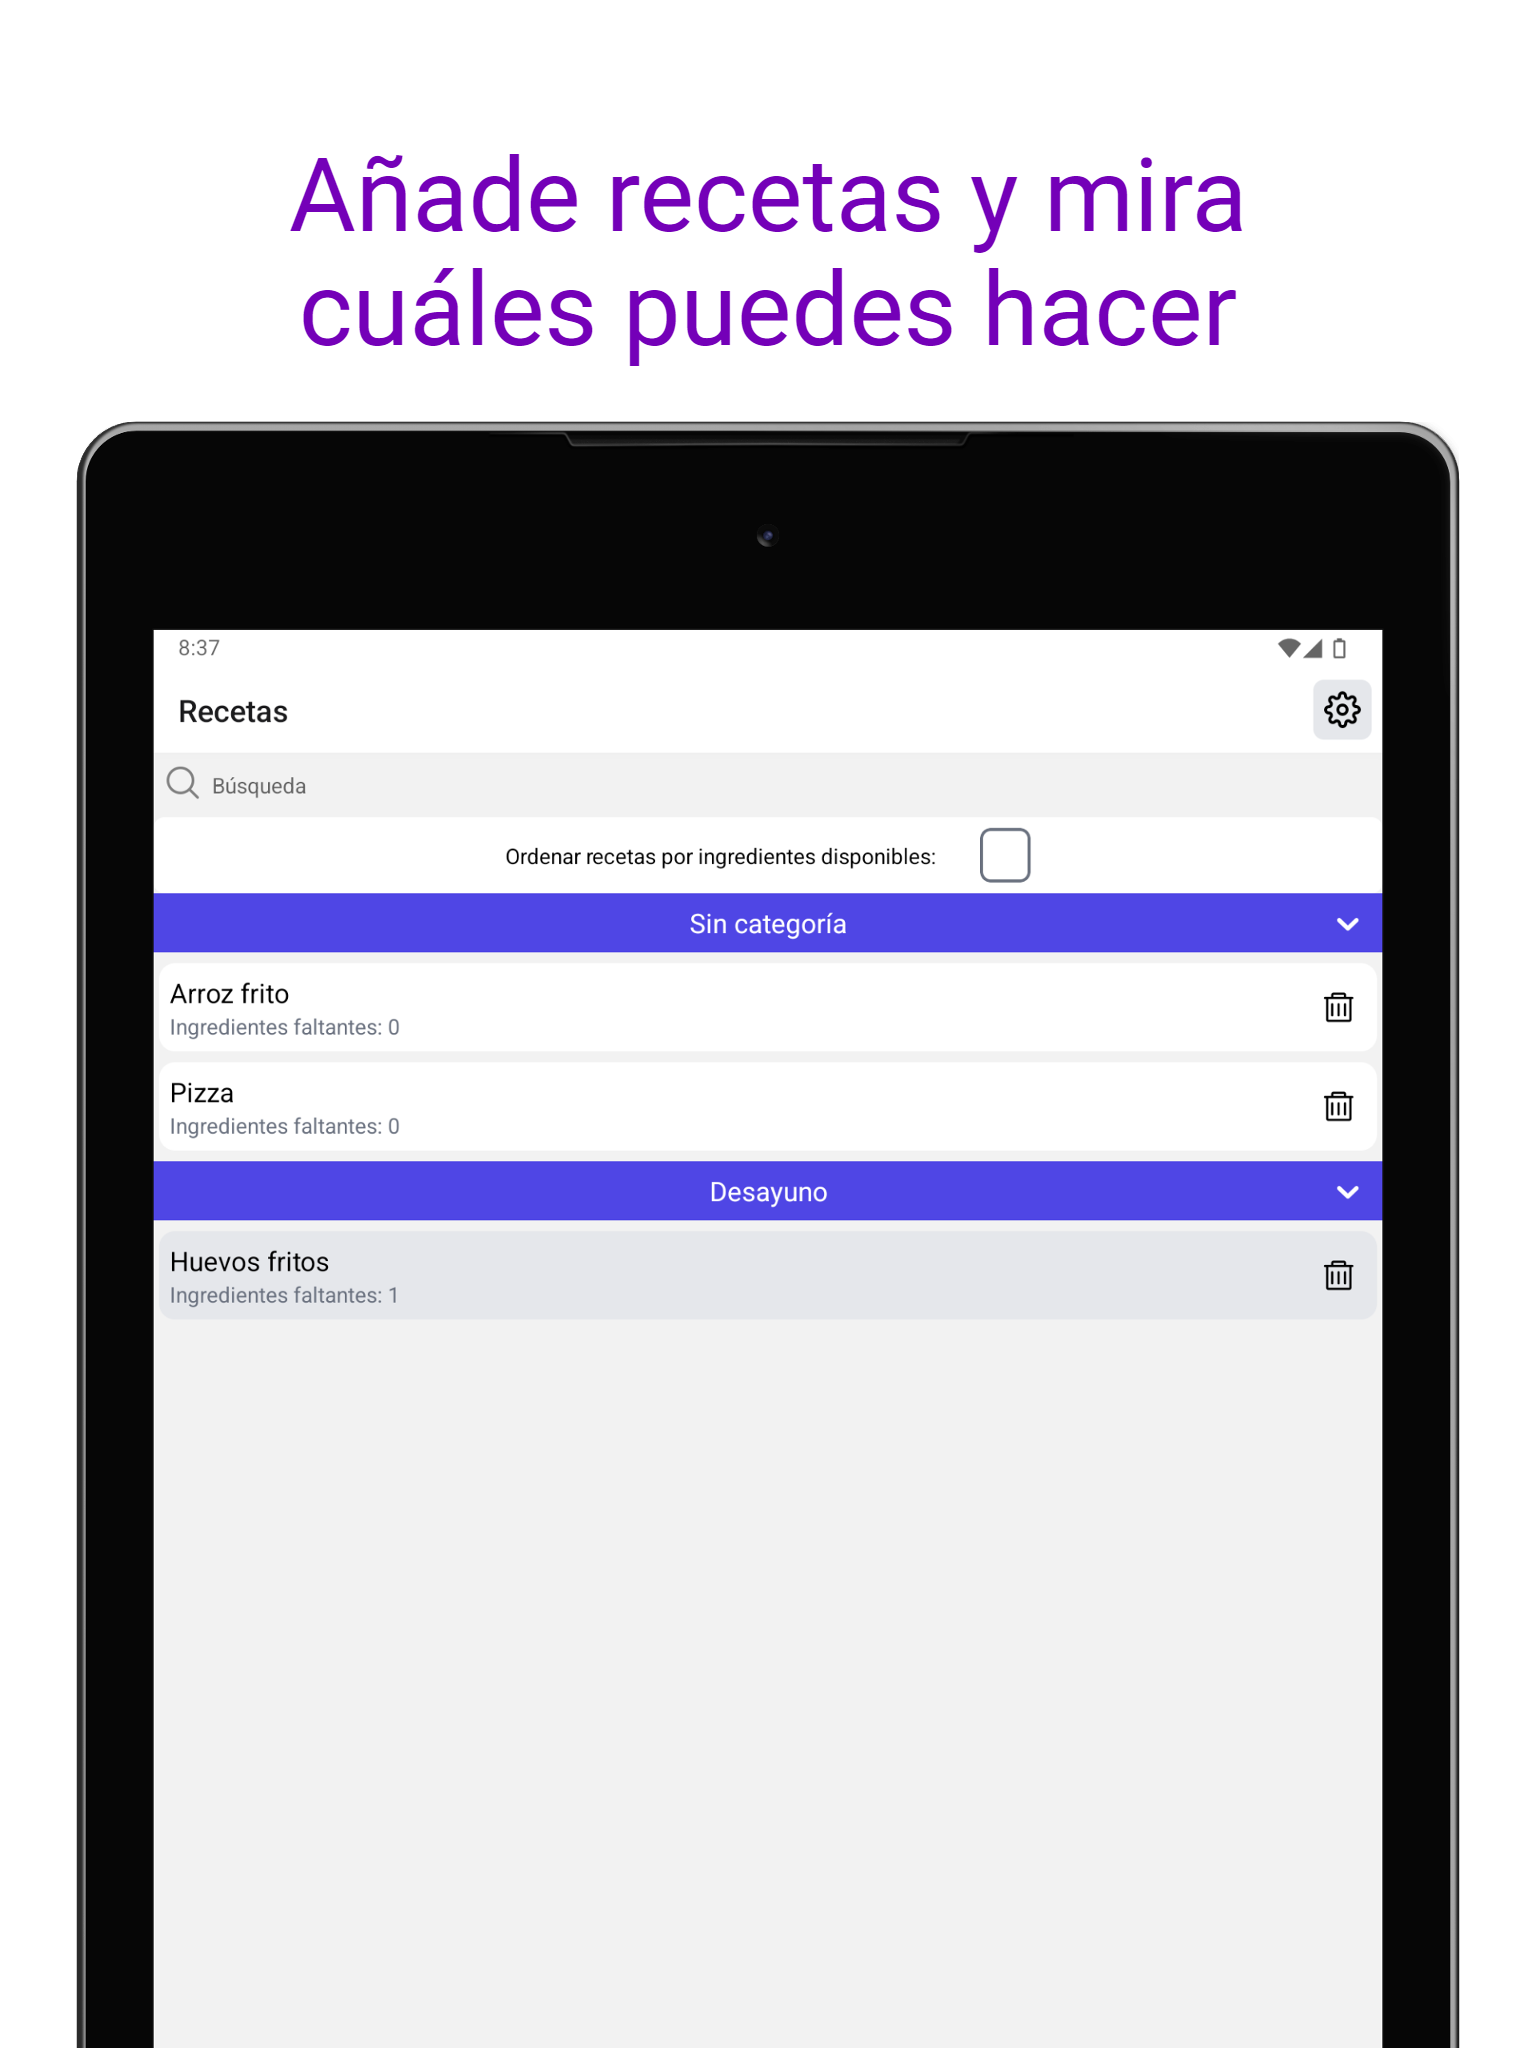 Añade recetas y mira
cuáles puedes hacer
8:37
Recetas
Búsqueda
Ordenar recetas por ingredientes disponibles:
Sin categoría
Arroz frito
Ingredientes faltantes: 0
Pizza
Ingredientes faltantes: 0
Desayuno
Huevos fritos
Ingredientes faltantes: 1